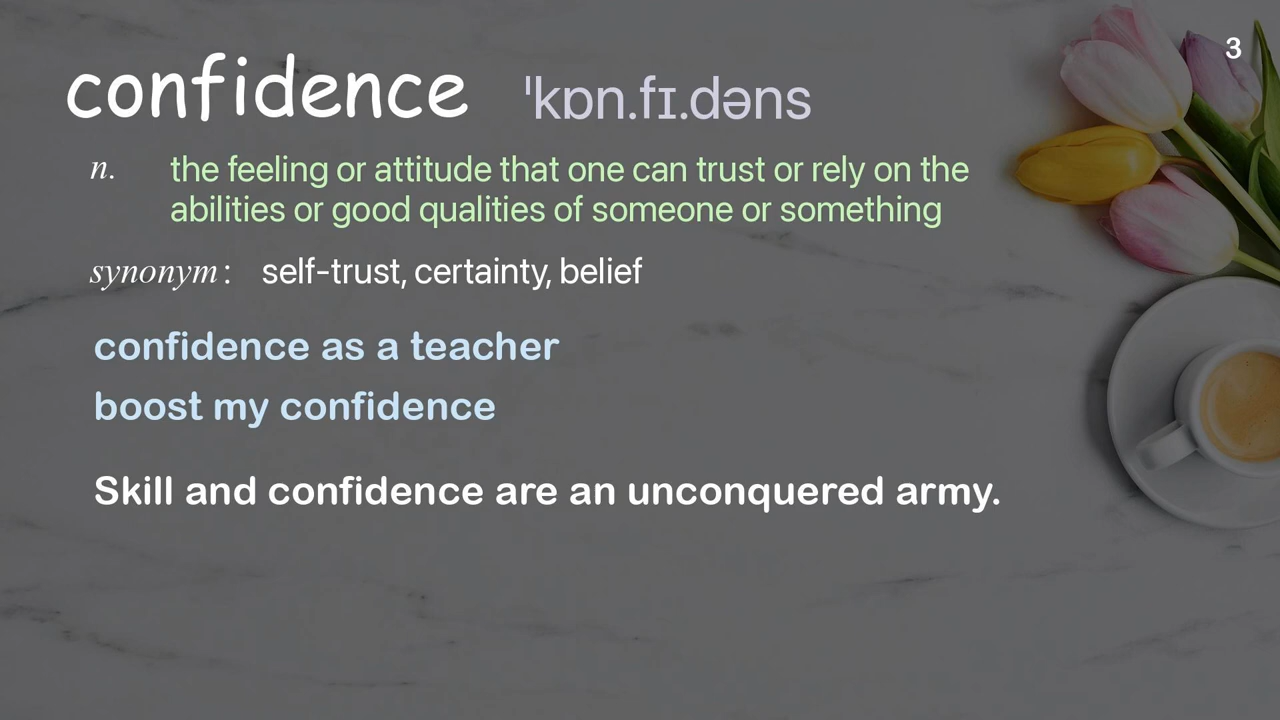 3
confidence ˈkɒn.fɪ.dəns
n. the feeling or attitude that one can trust or rely on the
abilities or good qualities of someone or something
synonym: self-trust, certainty, belief
confidence as a teacher
boost my confidence
Skill and confidence are an unconquered army.